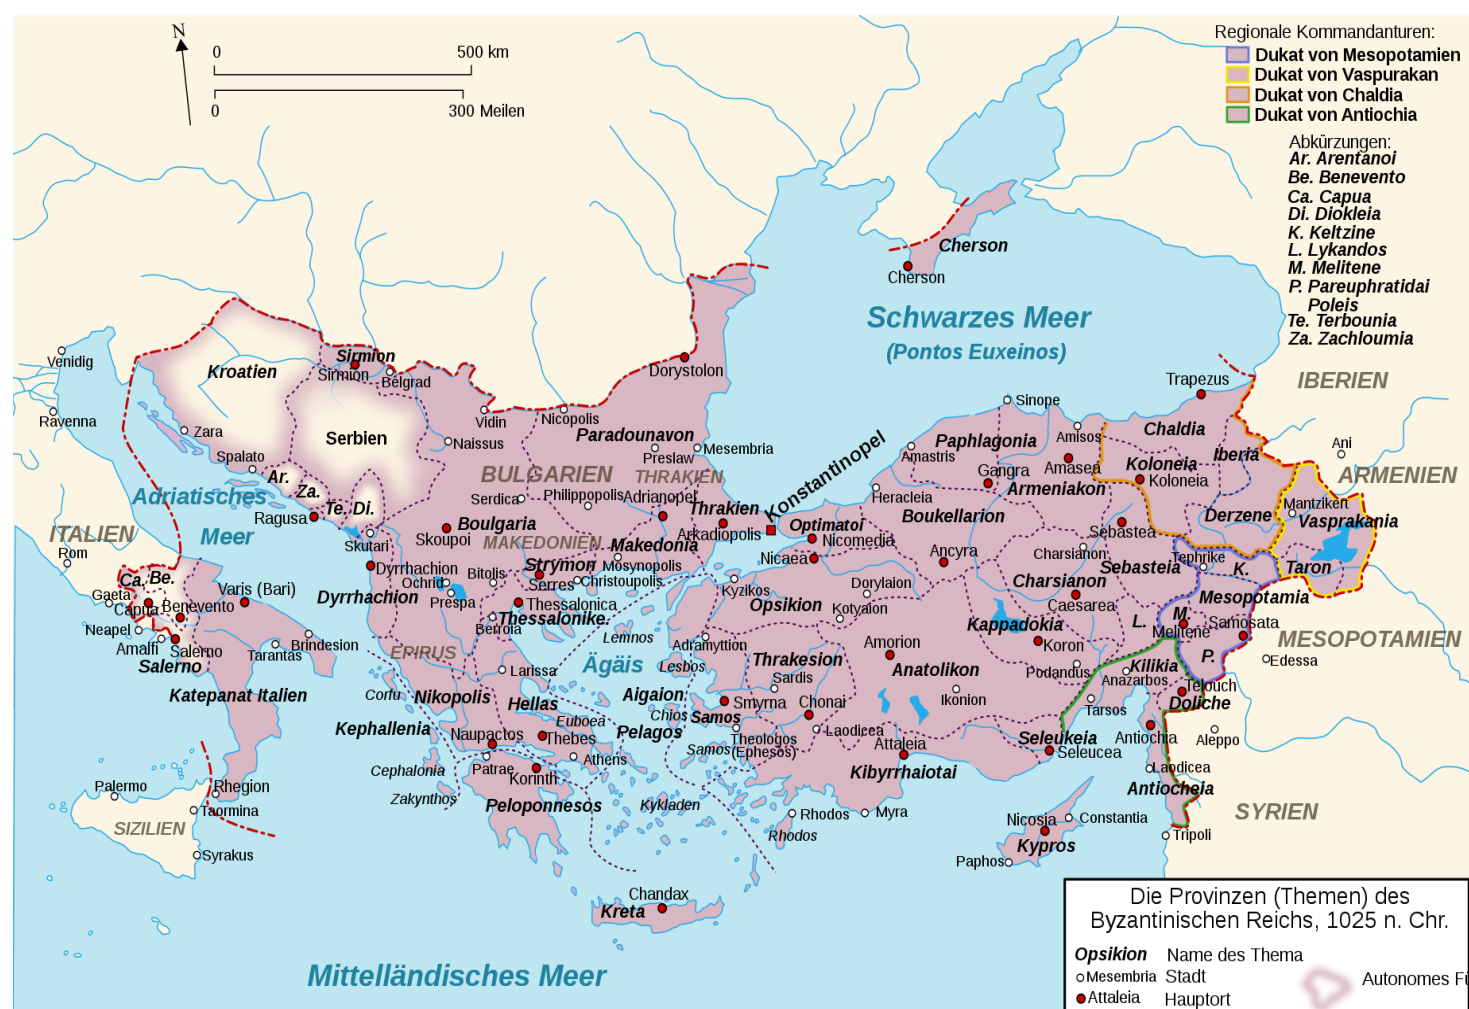 N
0
500 km
0
300 Meilen
Regionale Kommandanturen:
Dukat von Mesopotamien
Dukat von Vaspurakan
Dukat von Chaldia
Dukat von Antiochia
Abkürzungen:
Ar. Arentanoi
Be. Benevento
Ca. Capua
Di. Diokleia
K. Keltzine
L. Lykandos
M. Melitene
P. Pareuphratidai
Poleis
Te. Terbounia
Za. Zachloumia
Cherson
Cherson
Schwarzes Meer
(Pontos Euxeinos)
IBERIEN
Venidig
Ravenna
Kroatien
Sirmion
Sirmion
Belgrad
Dorystolon
Trapezus
Zara
Spalato
Serbien
Vidin
Nicopolis
Naissus
Paradounavon
Preslaw
Mesembria
Sinope
Amisos
Paphlagonia
Amastris
Gangra
Amasea
Chaldia
Iberia
Koloneia
Koloneia
Armeniakon
Ani
ARMENIEN
Adriatisches
Meer
Ar.
Za.
Te.
Di.
Ragusa
BULGARIEN
THRAKIEN
Serdica
Philippopolis
Adrianopel
Thrakien
Arkadiopolis
Konstantinopel
Heracleia
Boukellarion
Optimatoi
Nicomedia
Nicaea
Ancyra
Sebastea
Charsianon
Charsianon
Sebasteia
Derzene
Mantzikert
Vasprakania
Taron
ITALIEN
Rom
Skutari
Skoupoi
Boulgaria
MAKEDONIEN
Makedonia
Mosynopolis
Strymon
Serres
Christoupolis
Dyrrhachion
Dyrrhachion
Ochrid
Bitolis
Prespa
Thessalonica
Thessalonike
Berroia
Kyzikos
Opsikion
Dorylaion
Kotyaion
Caesarea
Kappadokia
Koron
Tephrike
K.
Mesopotamia
L.
M.
Melitene
Samosata
P.
MESOPOTAMIEN
Edessa
Ca.
Be.
Gaeta
Capua
Benevento
Neapel
Amalfi
Salerno
Salerno
Varis (Bari)
Tarantas
Brindesion
Katepanat Italien
EPIRUS
Larissa
Lemnos
Ägäis
Lesbos
Adramyttion
Thrakesion
Sardis
Amorion
Anatolikon
Podandus
Kilikia
Anazarbos
Telouch
Doliche
Corfu
Nikopolis
Hellas
Euboea
Aigaion
Pelagos
Chios
Samos
Smyrna
Chonai
Ikonion
Tarsos
Kephallenia
Naupactos
Thebes
Samos
Theologos
(Ephesos)
Laodicea
Attaleia
Seleukeia
Seleucea
Antiochia
Aleppo
Cephalonia
Patrae
Korinth
Athens
Kibyrrhaiotai
Laodicea
Antiocheia
Zakynthos
Peloponnesos
Kykladen
Rhodos
Rhodos
Myra
Nicosia
Constantia
Kypros
Paphos
Tripoli
SYRIEN
Palermo
Rhegion
Taormina
SIZILIEN
Syrakus
Chandax
Kreta
Mittelländisches Meer
Die Provinzen (Themen) des
Byzantinischen Reichs, 1025 n. Chr.
Opsikion Name des Thema
Mesembria Stadt
Attaleia Hauptort
Autonomes Fü